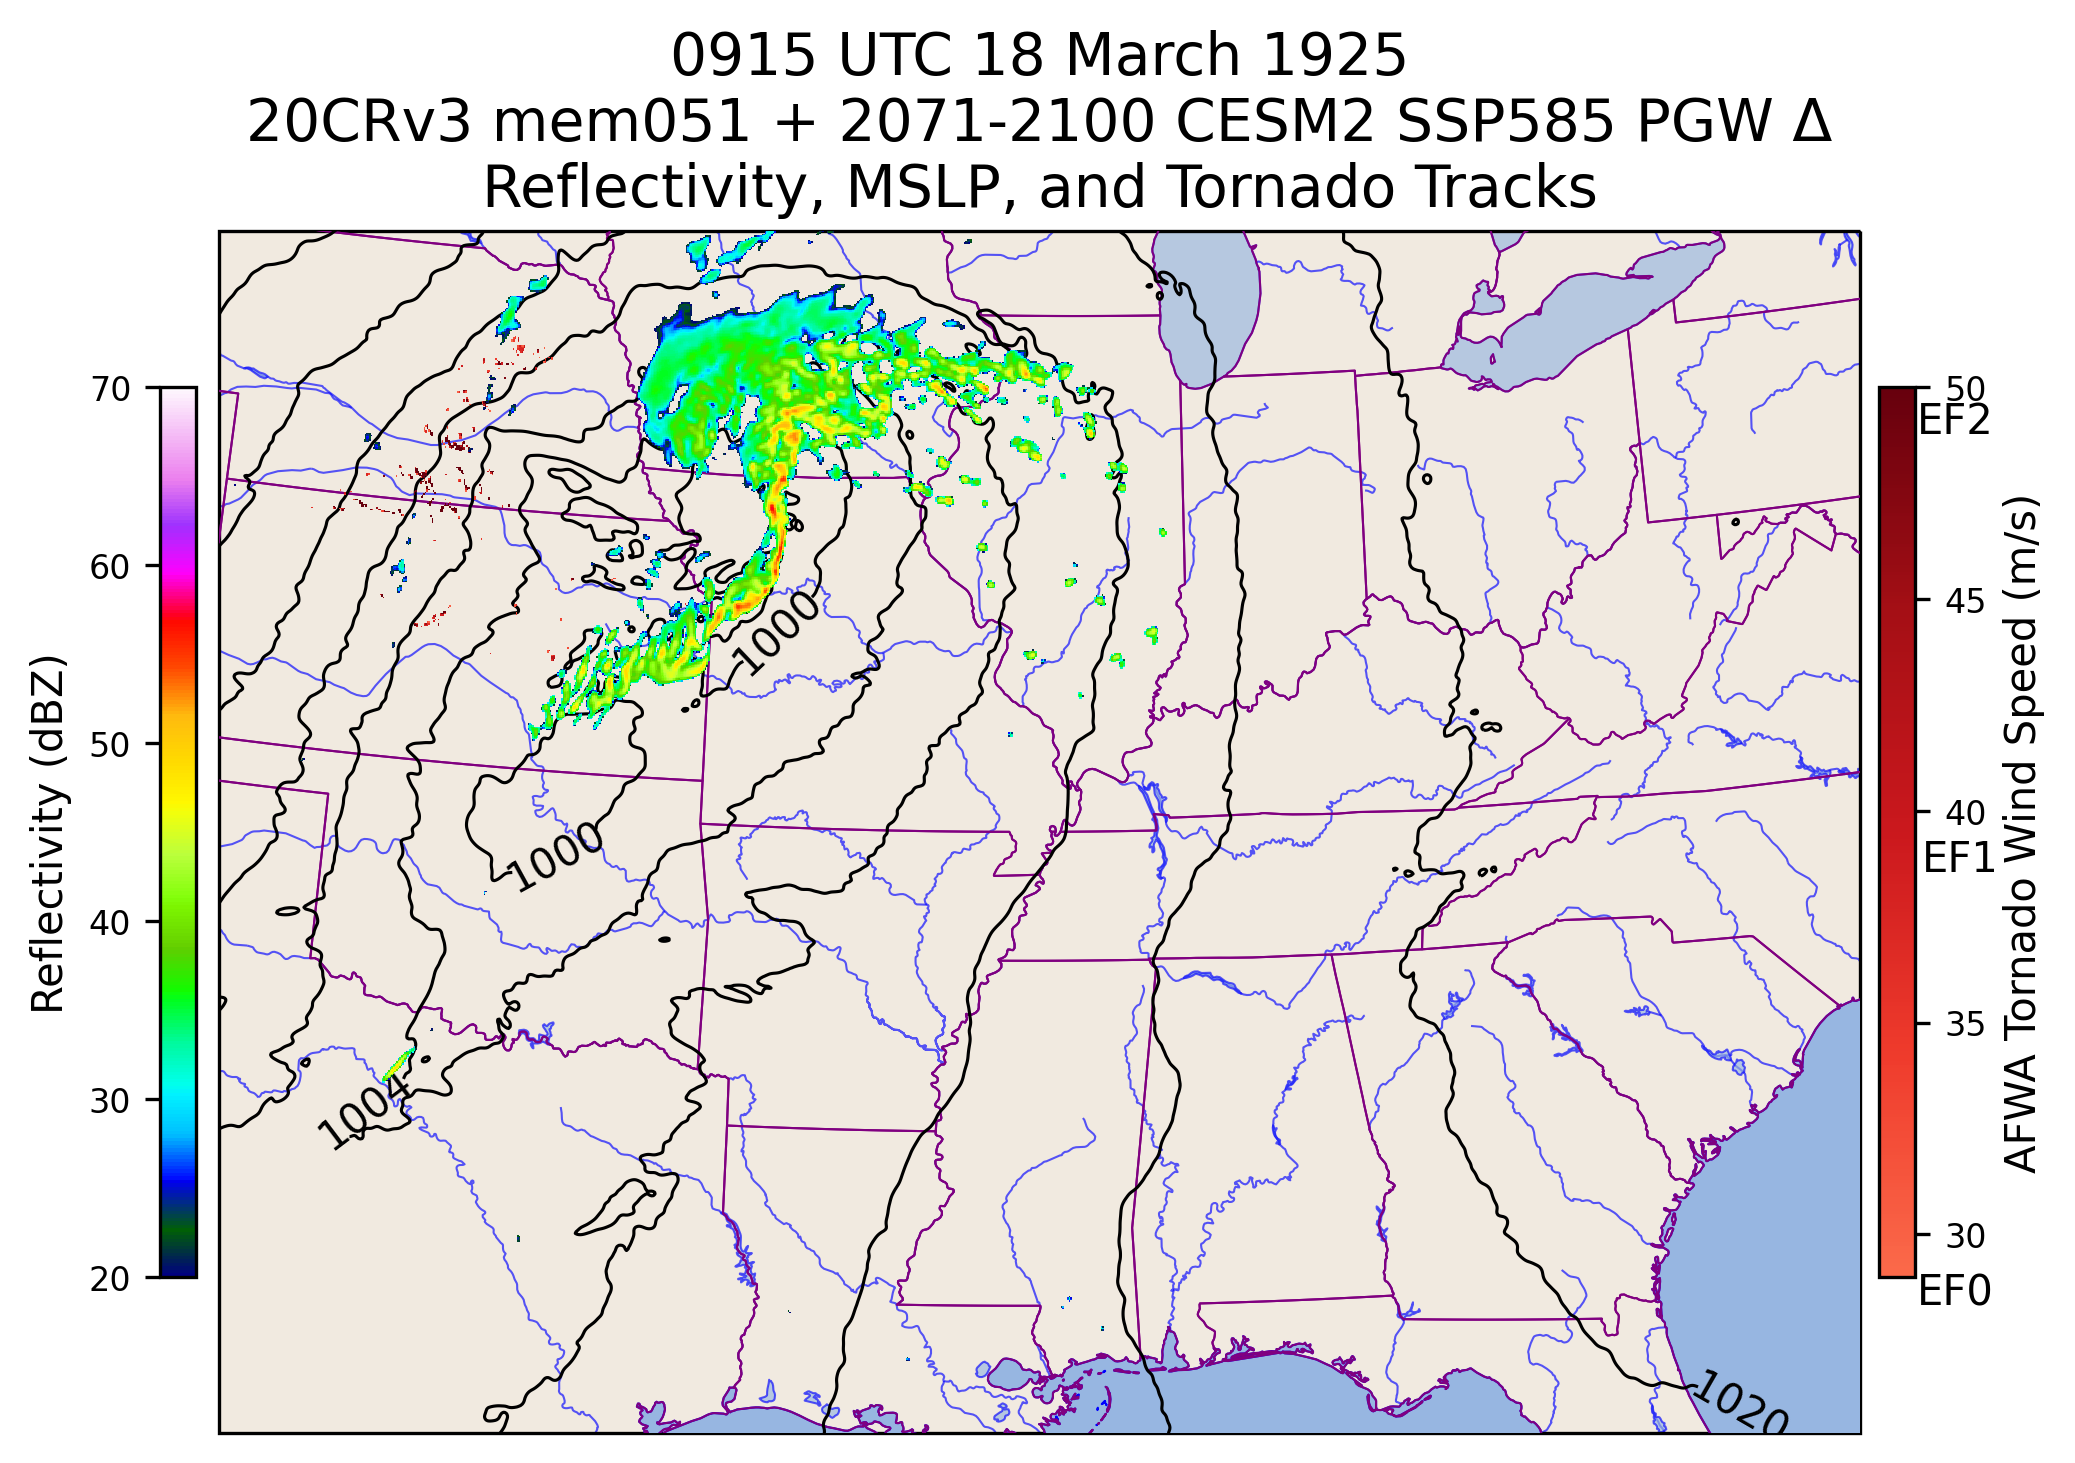 0915 UTC 18 March 1925
20CRv3 mem051 + 2071-2100 CESM2 SSP585 PGW Δ
Reflectivity, MSLP, and Tornado Tracks
70
60
50
40
30
20
Reflectivity (dBZ)
1000
1000
1004
1020
50
EF2
45
40
EF1
35
30
EF0
AFWA Tornado Wind Speed (m/s)